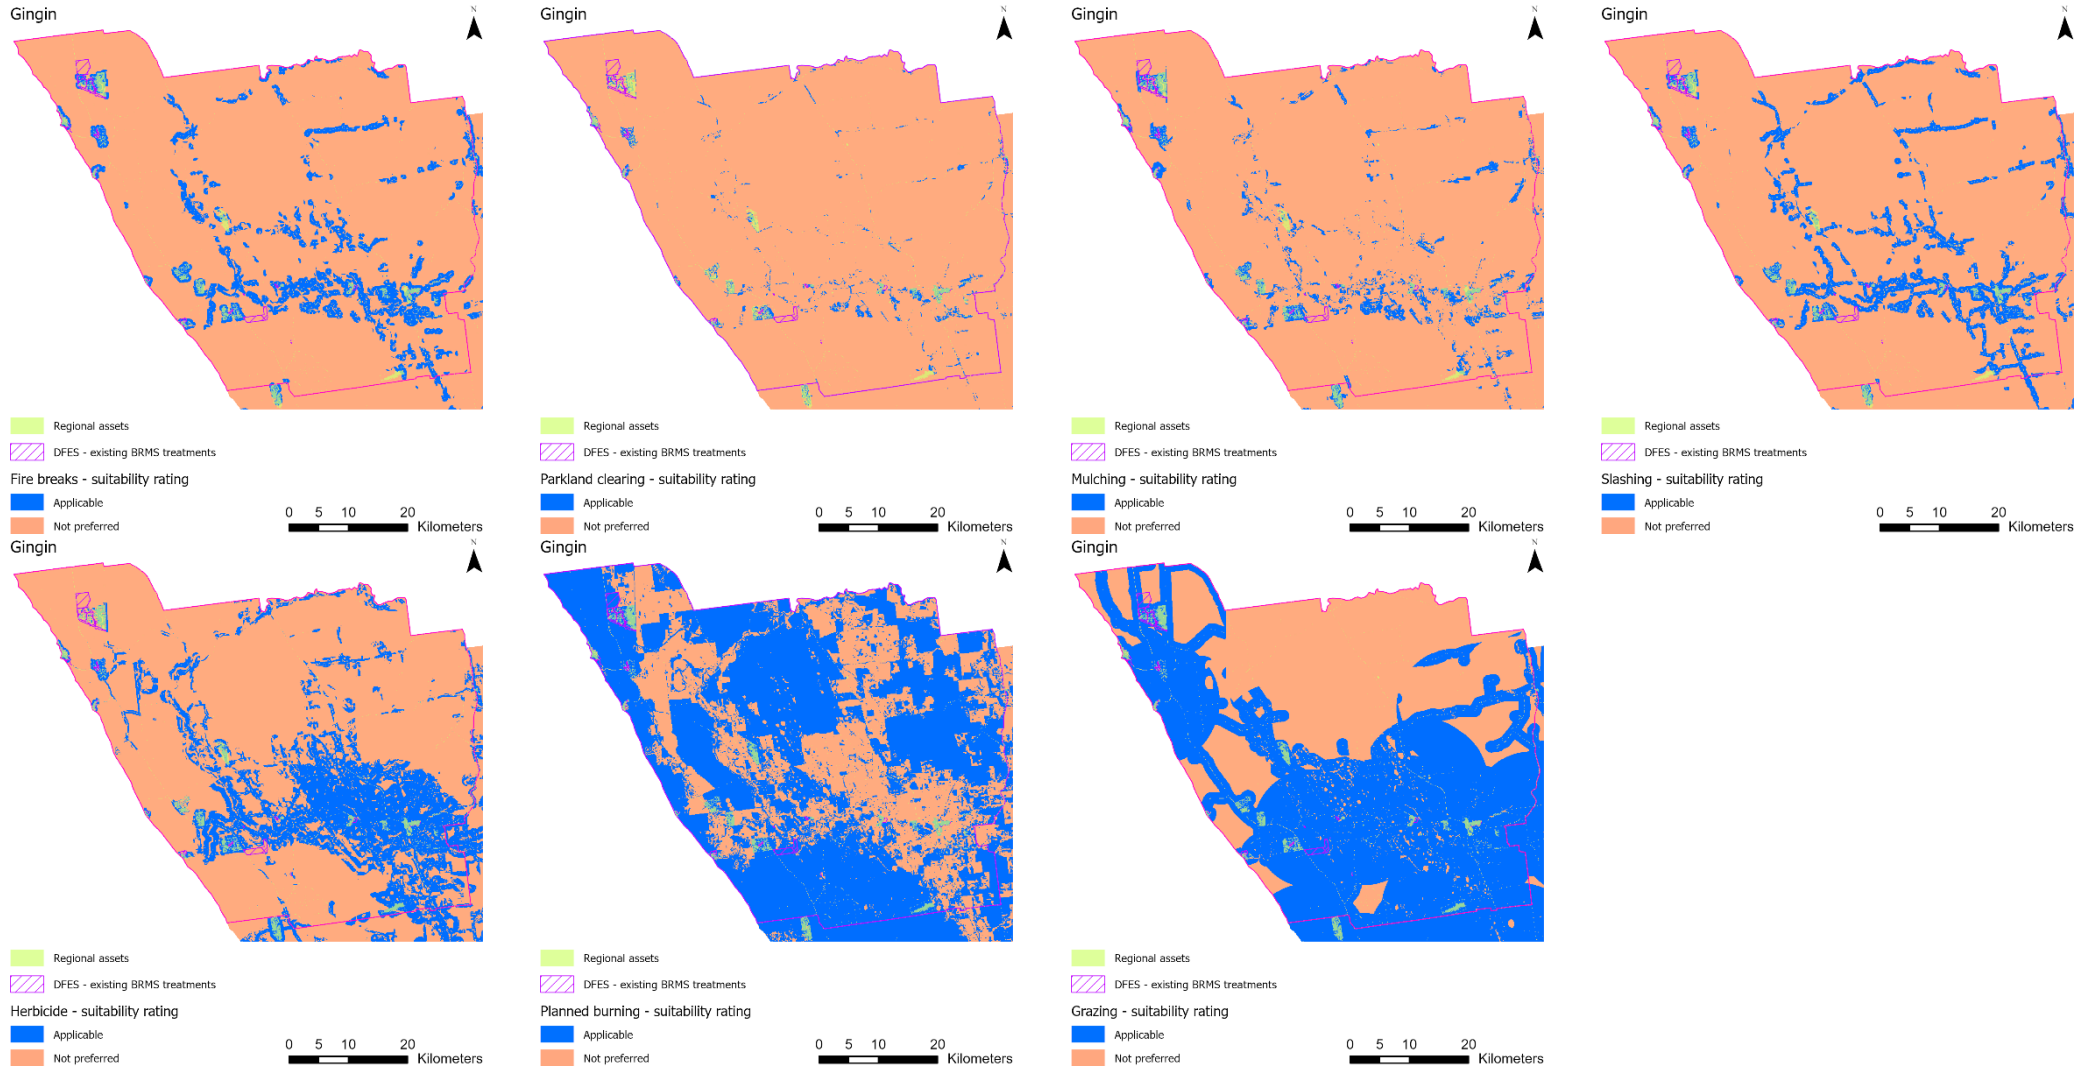 Gingin
N
Regional assets
DFES - existing BRMS treatments
Fire breaks - suitability rating
Applicable
Not preferred
0 5 10 20
Kilometers
Gingin
N
Regional assets
DFES - existing BRMS treatments
Parkland clearing - suitability rating
Applicable
Not preferred
0 5 10 20
Kilometers
Gingin
N
Regional assets
DFES - existing BRMS treatments
Mulching - suitability rating
Applicable
Not preferred
0 5 10 20
Kilometers
Gingin
N
Regional assets
DFES - existing BRMS treatments
Slashing - suitability rating
Applicable
Not preferred
0 5 10 20
Kilometers
Gingin
N
Regional assets
DFES - existing BRMS treatments
Herbicide - suitability rating
Applicable
Not preferred
0 5 10 20
Kilometers
Gingin
N
Regional assets
DFES - existing BRMS treatments
Planned burning - suitability rating
Applicable
Not preferred
0 5 10 20
Kilometers
Gingin
N
Regional assets
DFES - existing BRMS treatments
Grazing - suitability rating
Applicable
Not preferred
0 5 10 20
Kilometers